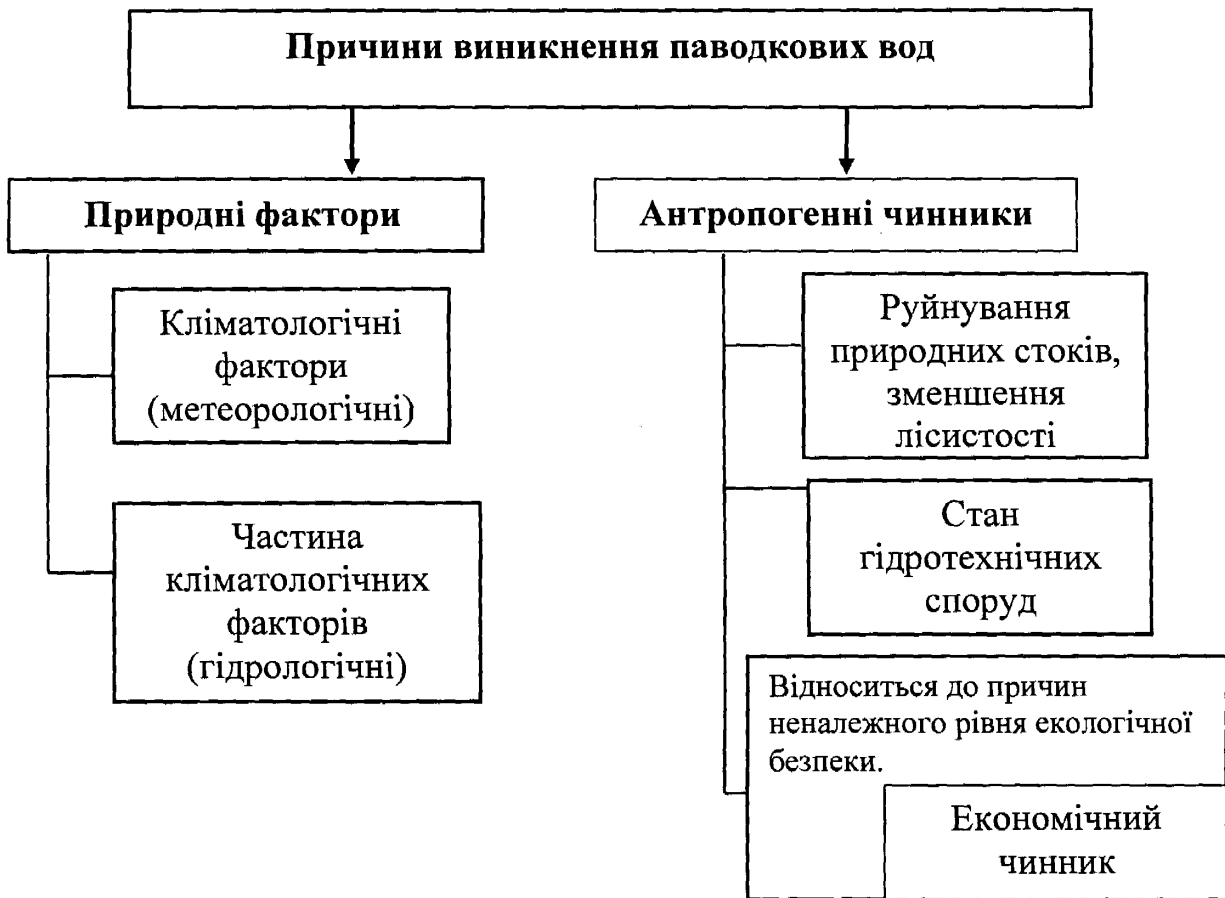 Причини виникнення паводкових вод
Природні фактори
Кліматологічні
фактори
(метеорологічні)
Частина
кліматологічних
факторів
(гідрологічні)
Антропогенні чинники
Руйнування
природних стоків,
зменшення
лісистості
Стан
гідротехнічних
споруд
Відноситься до причин
неналежного рівня екологічної
безпеки.
Економічний
чинник